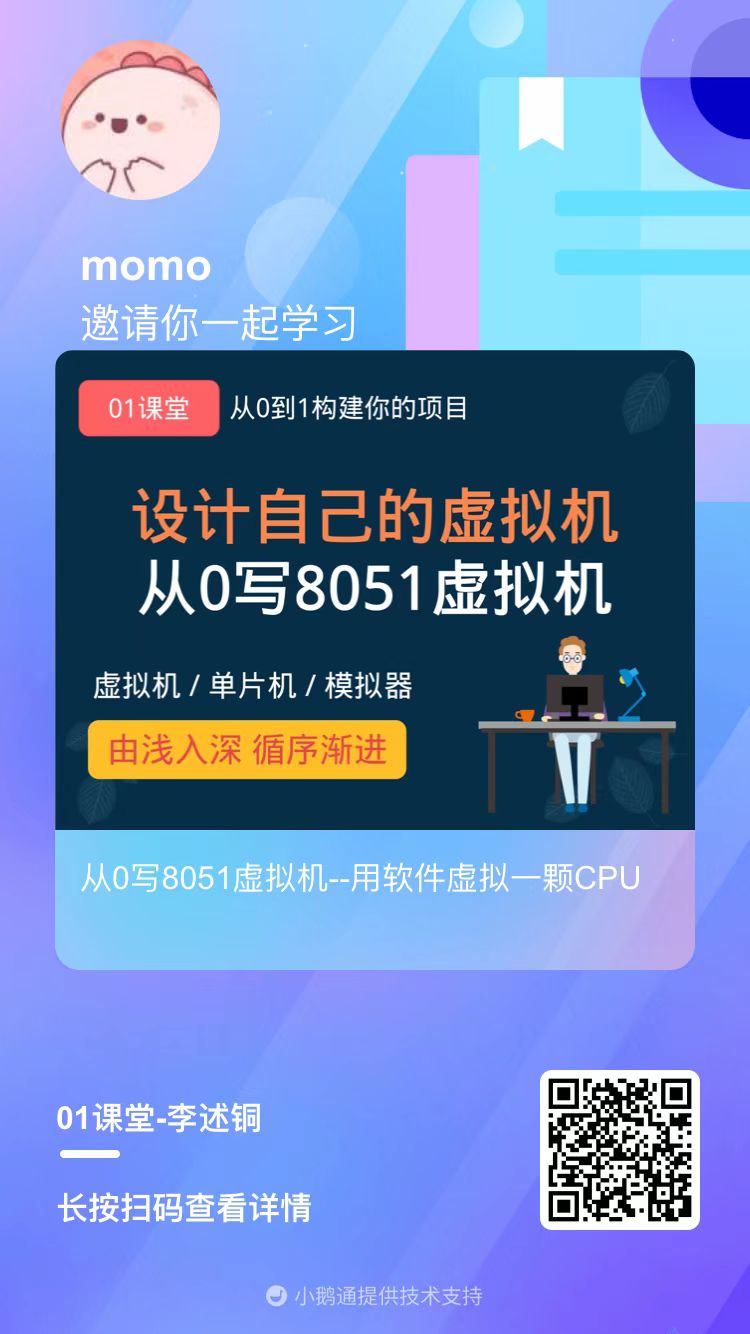 momo
邀请你一起学习
01课堂 从0到1构建你的项目
设计自己的虚拟机
从0写8051虚拟机
虚拟机 / 单片机 / 模拟器
由浅入深 循序渐进
从0写8051虚拟机--用软件虚拟一颗CPU
01课堂-李述铜
长按扫码查看详情
小鹅通提供技术支持